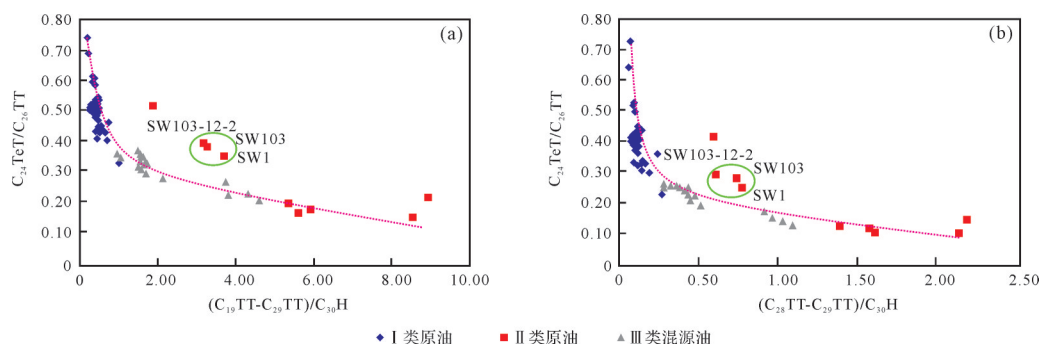 0.80
0.70
0.60
0.50
0.40
0.30
0.20
0.10
0
C24TeT/C26TT
(a)
SW103-12-2
SW103
SW1
0
2.00
4.00
6.00
8.00
10.00
(C19TT-C29TT)/C30H
0.80
0.70
0.60
0.50
0.40
0.30
0.20
0.10
0
C24TeT/C26TT
(b)
SW103-12-2
SW103
SW1
0
0.50
1.00
1.50
2.00
2.50
(C28TT-C29TT)/C30H
Ⅰ类原油
Ⅱ类原油
Ⅲ类混源油